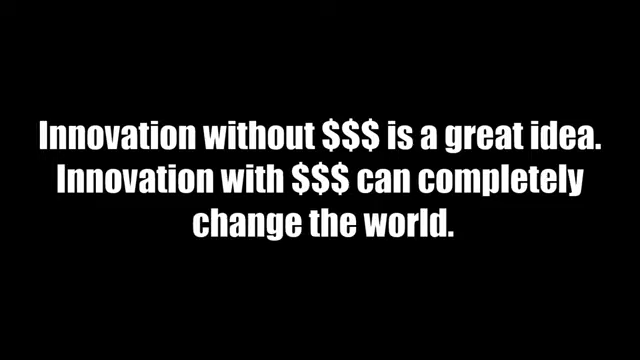 Innovation without $$$ is a great idea.
Innovation with $$$ can completely
change the world.